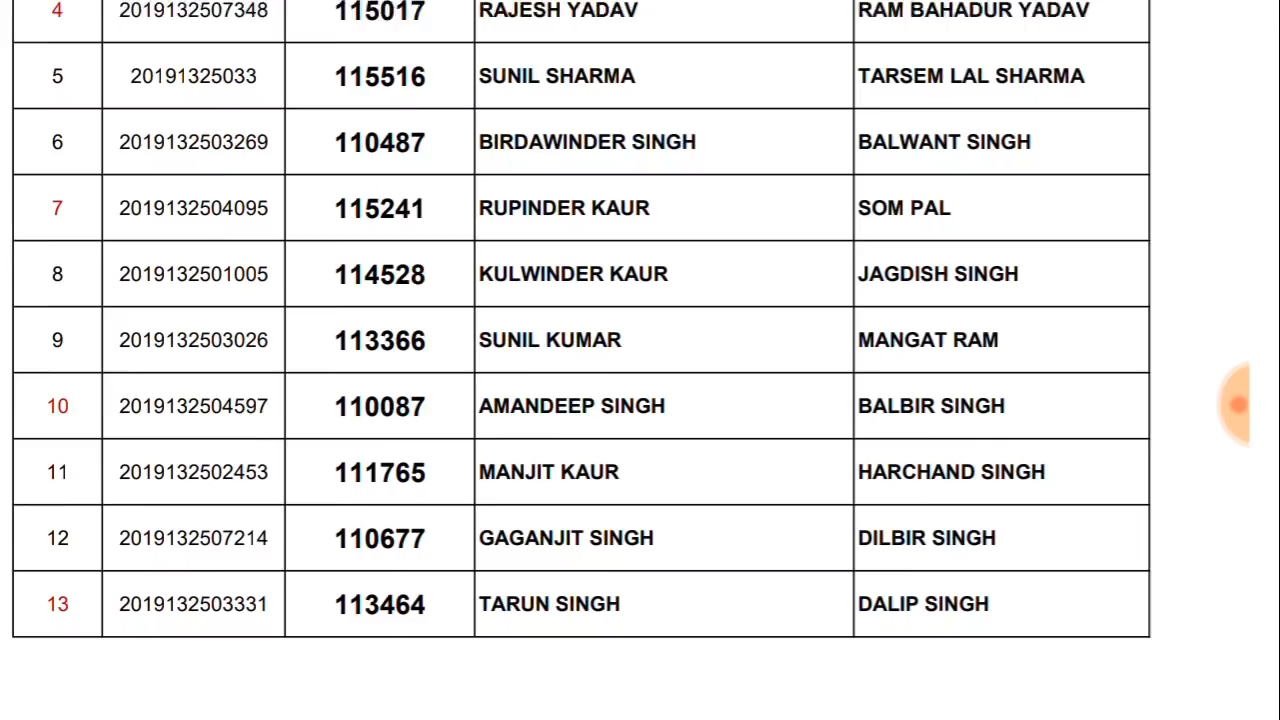 4 2019132507348 115017 RAJESH YADAV RAM BAHADUR YADAV
5 20191325033 115516 SUNIL SHARMA TARSEM LAL SHARMA
6 2019132503269 110487 BIRDAWINDER SINGH BALWANT SINGH
7 2019132504095 115241 RUPINDER KAUR SOM PAL
8 2019132501005 114528 KULWINDER KAUR JAGDISH SINGH
9 2019132503026 113366 SUNIL KUMAR MANGAT RAM
10 2019132504597 110087 AMANDEEP SINGH BALBIR SINGH
11 2019132502453 111765 MANJIT KAUR HARCHAND SINGH
12 2019132507214 110677 GAGANJIT SINGH DILBIR SINGH
13 2019132503331 113464 TARUN SINGH DALIP SINGH